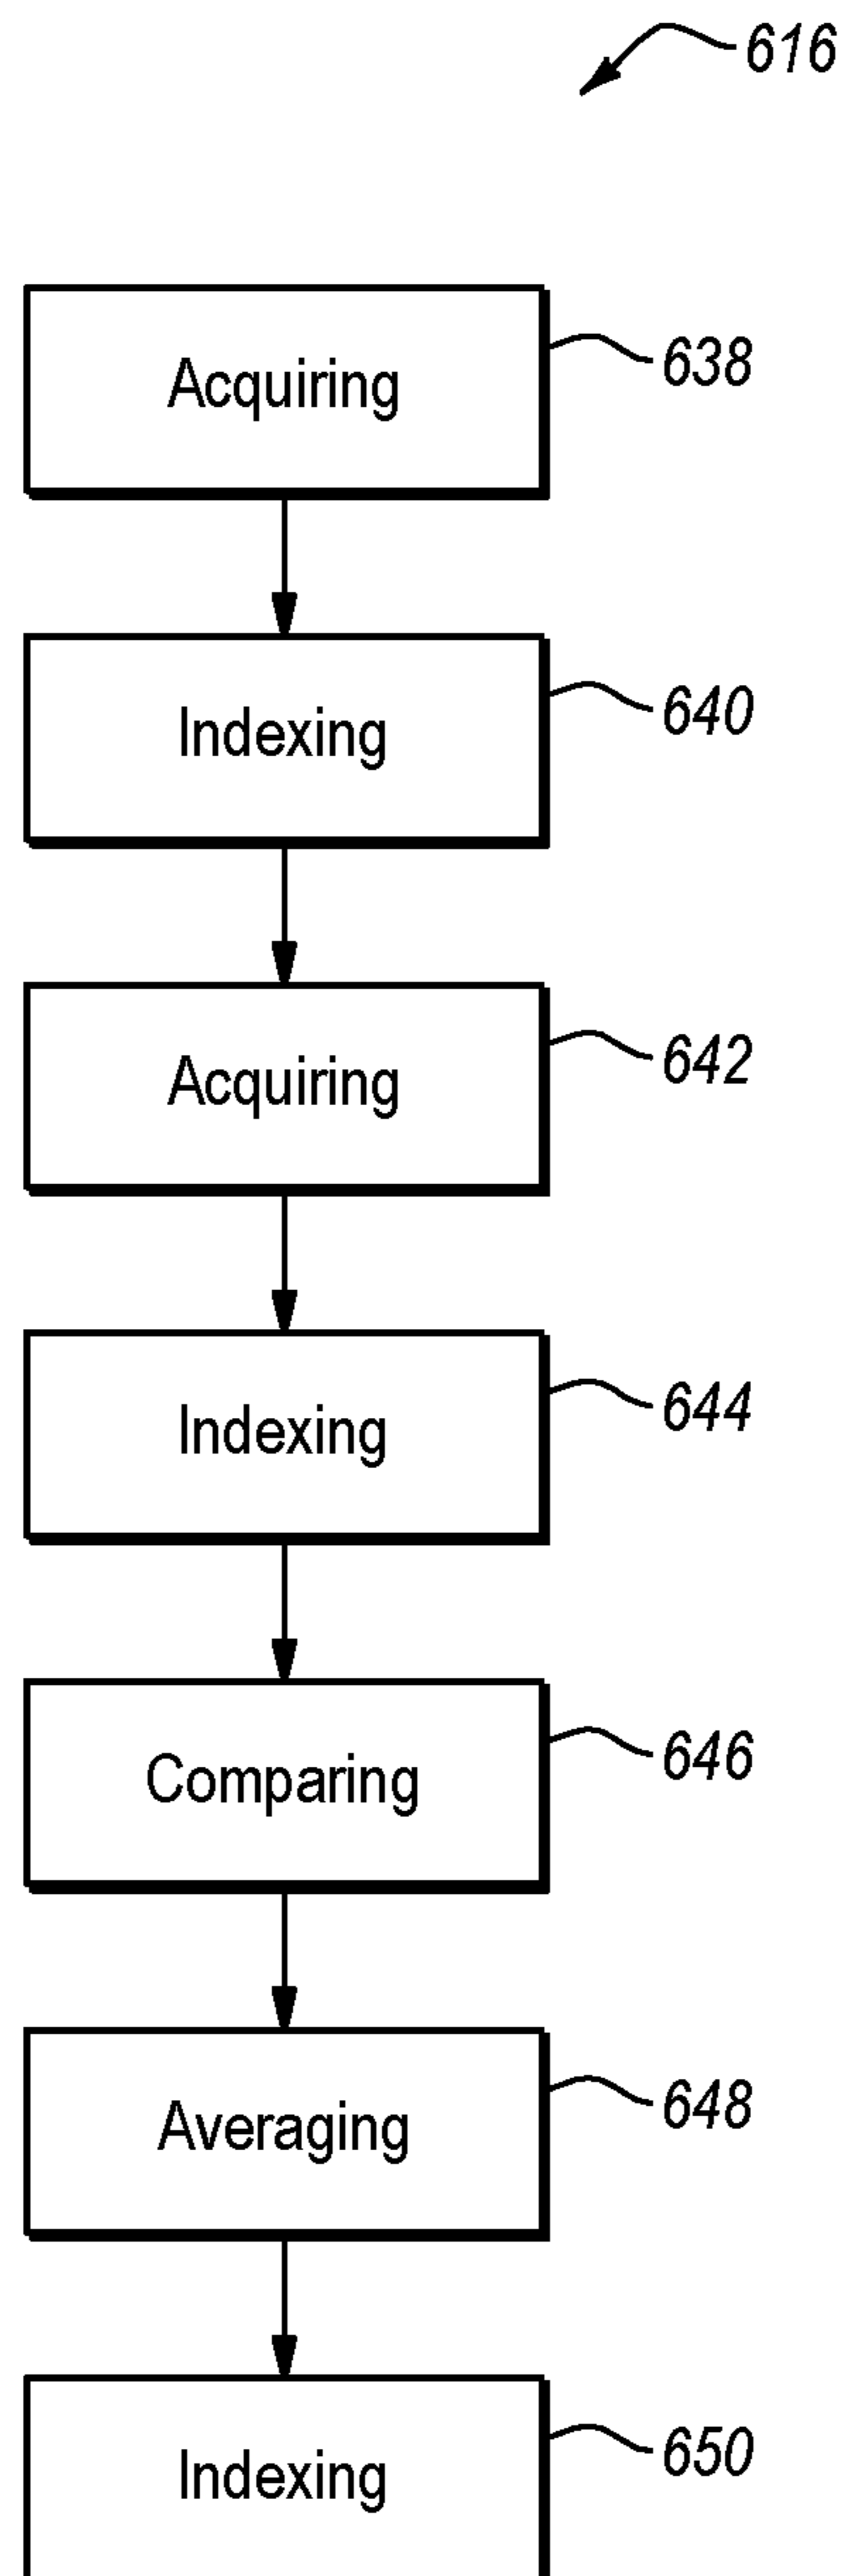 616
Acquiring 638
Indexing 640
Acquiring 642
Indexing 644
Comparing 646
Averaging 648
Indexing 650